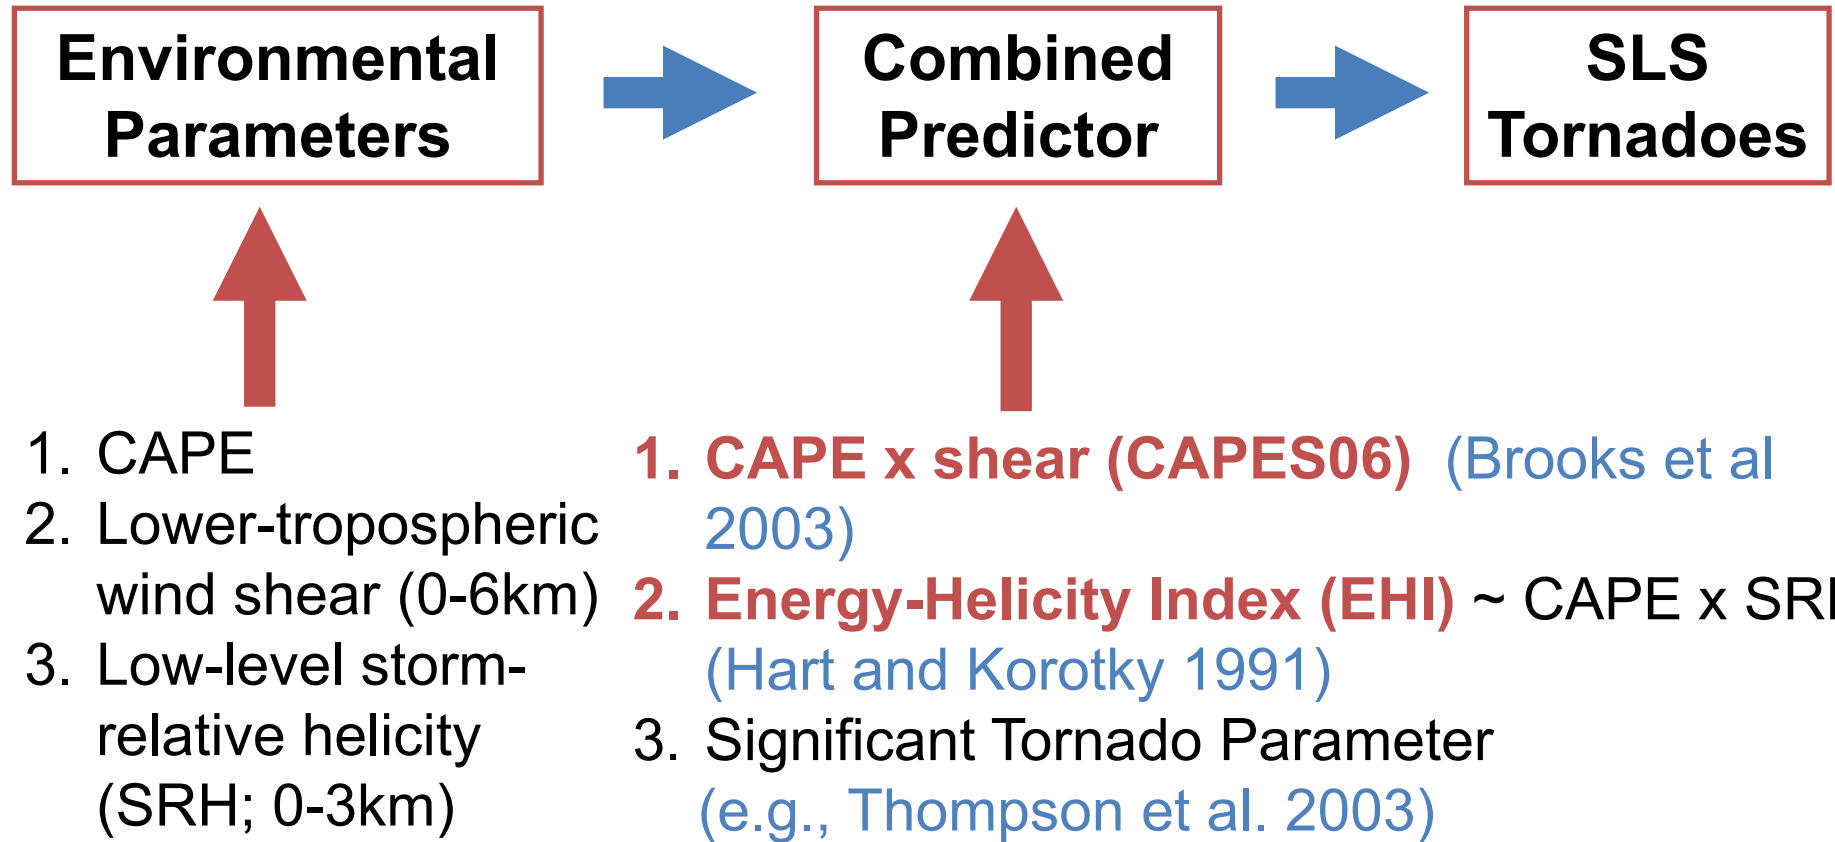 Environmental
Parameters
Combined
Predictor
SLS
Tornadoes
1. CAPE
2. Lower-tropospheric
wind shear (0-6km)
3. Low-level storm-
relative helicity
(SRH; 0-3km)
1. CAPE x shear (CAPES06) (Brooks et al
2003)
2. Energy-Helicity Index (EHI) ~ CAPE x
(Hart and Korotky 1991)
3. Significant Tornado Parameter
(e.g., Thompson et al. 2003)